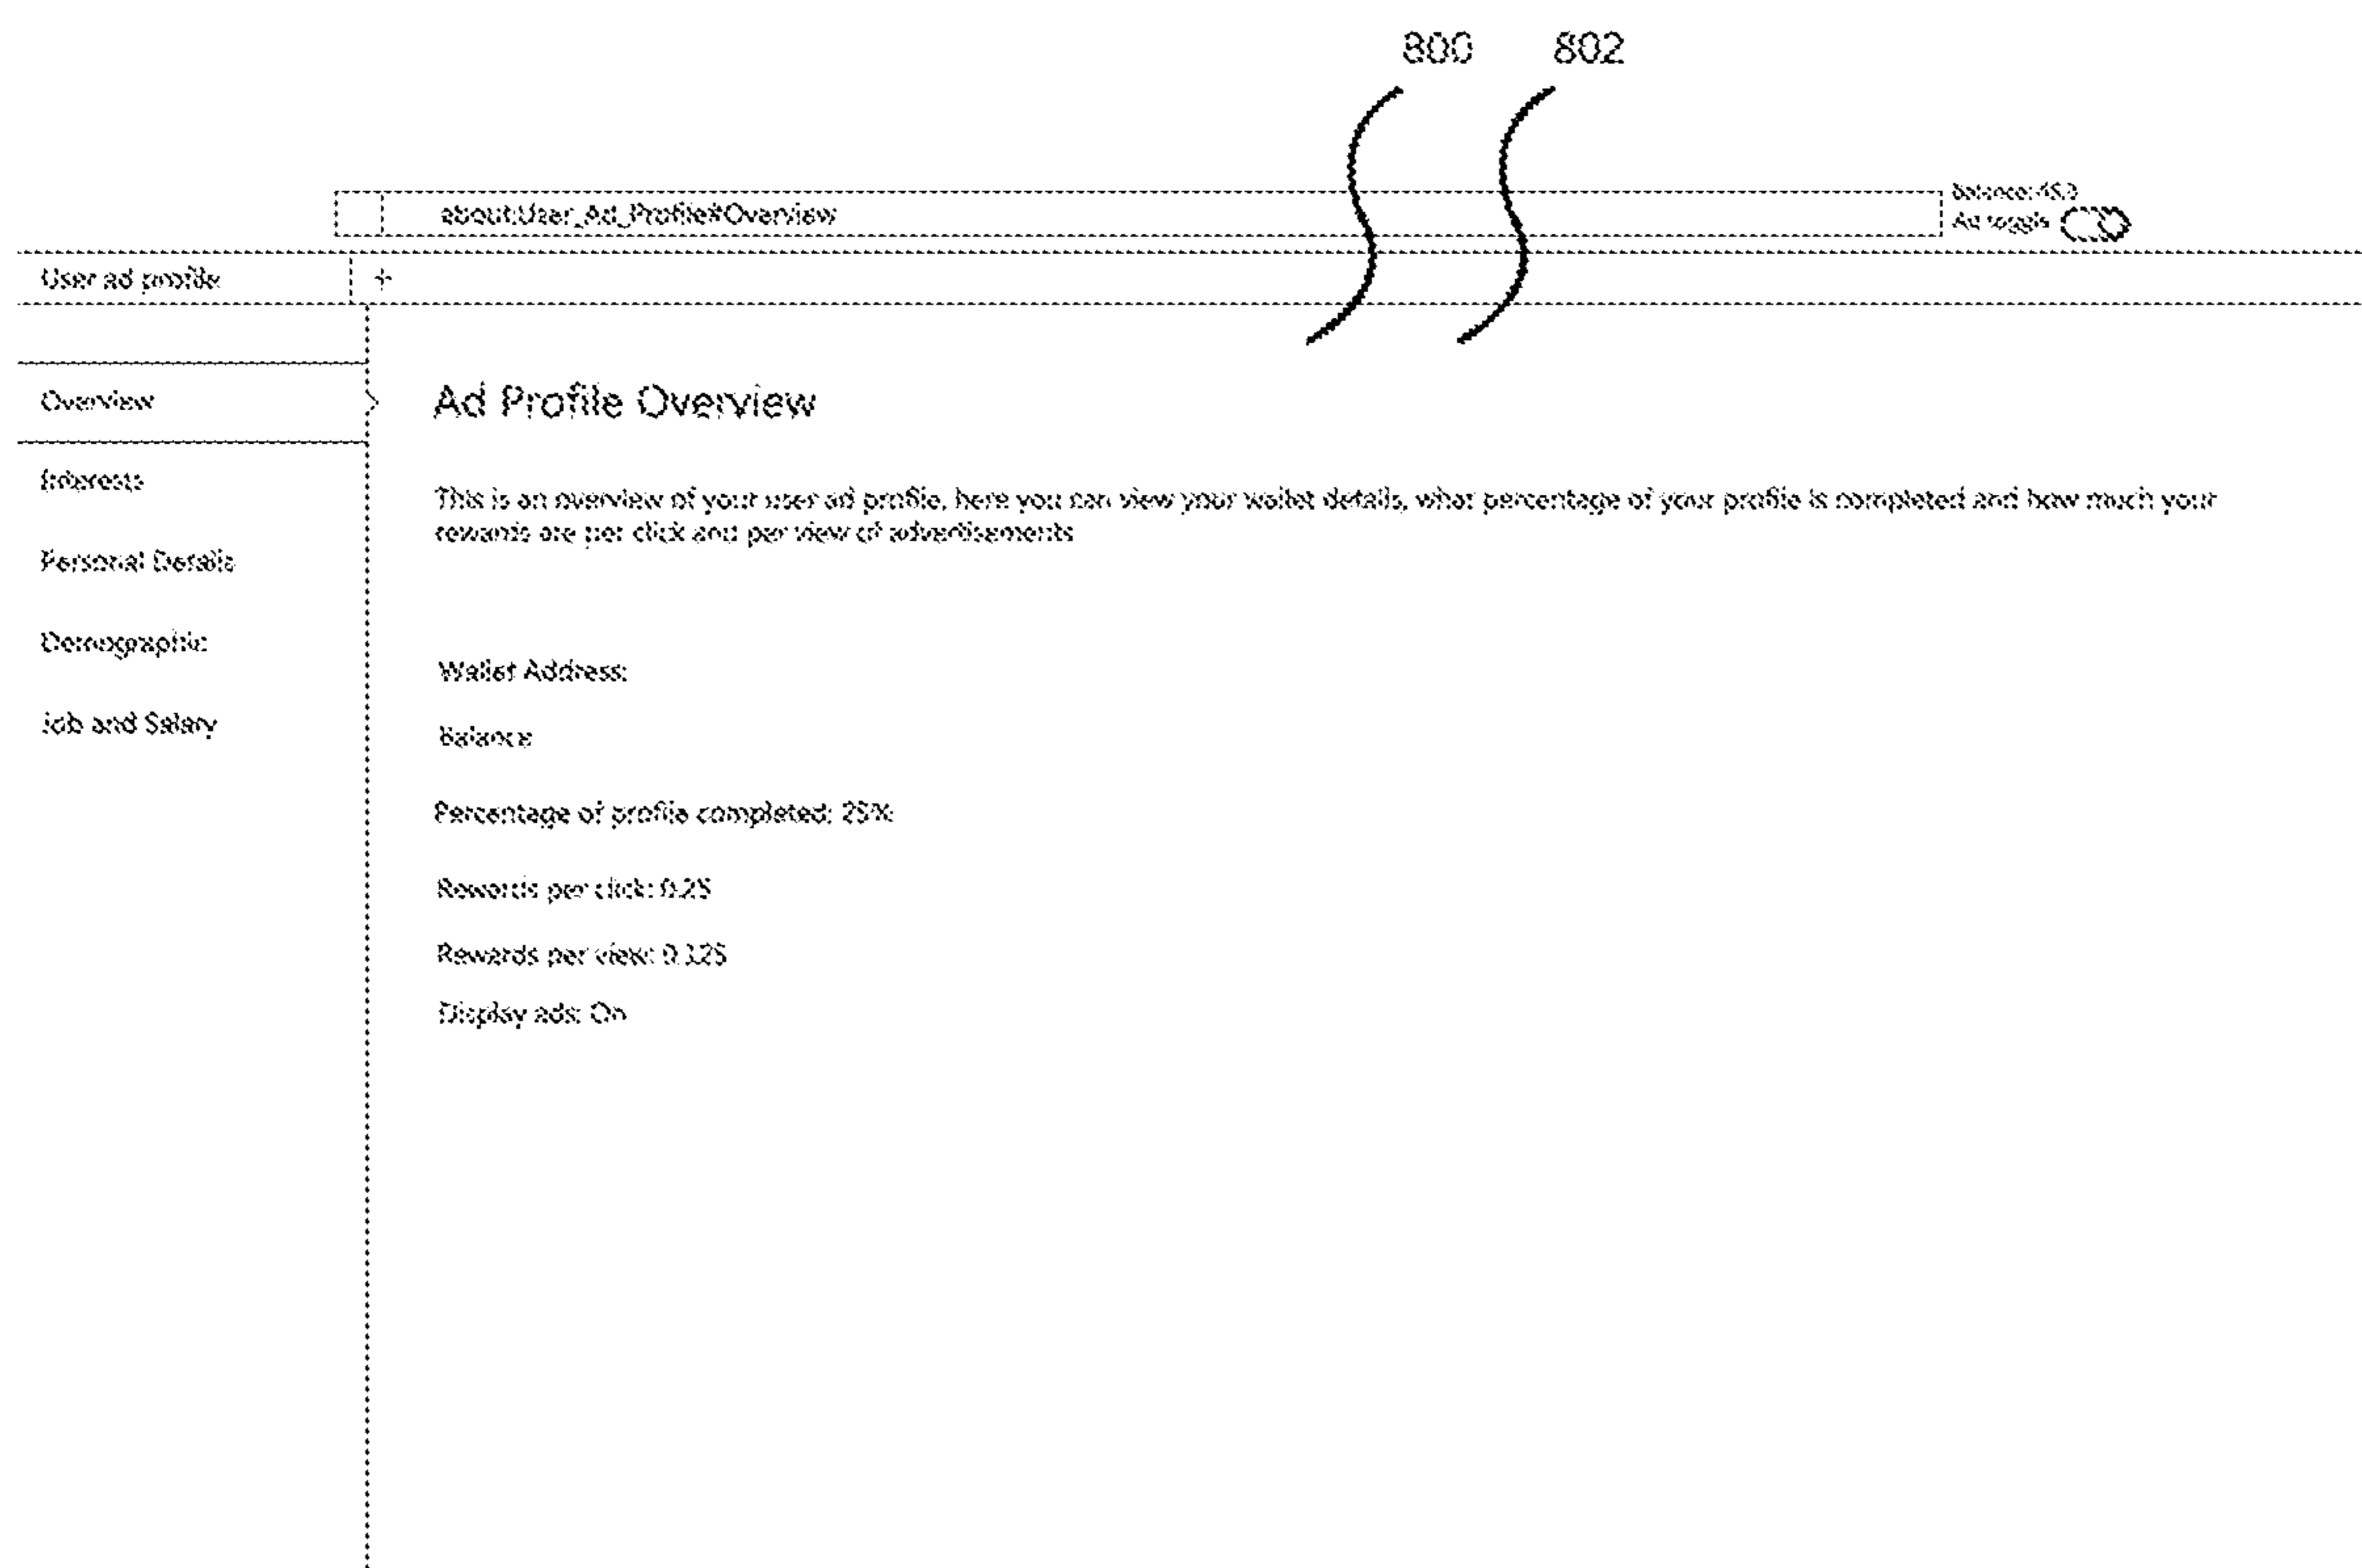 800 802
Balance:
about:User_Ad_Profile#Overview
Ad toggle
User ad profile
+
Overview
Ad Profile Overview
Interests
This is an overview of your user ad profile, here you can view your wallet details, what percentage of your profile is completed and how much your
rewards are per click and per view of advertisements
Personal Details
Demographic
Wallet Address:
Job and Salary
Balance
Percentage of profile completed: 25%
Rewards per click: 0.25
Rewards per view: 0.125
Display ads: On